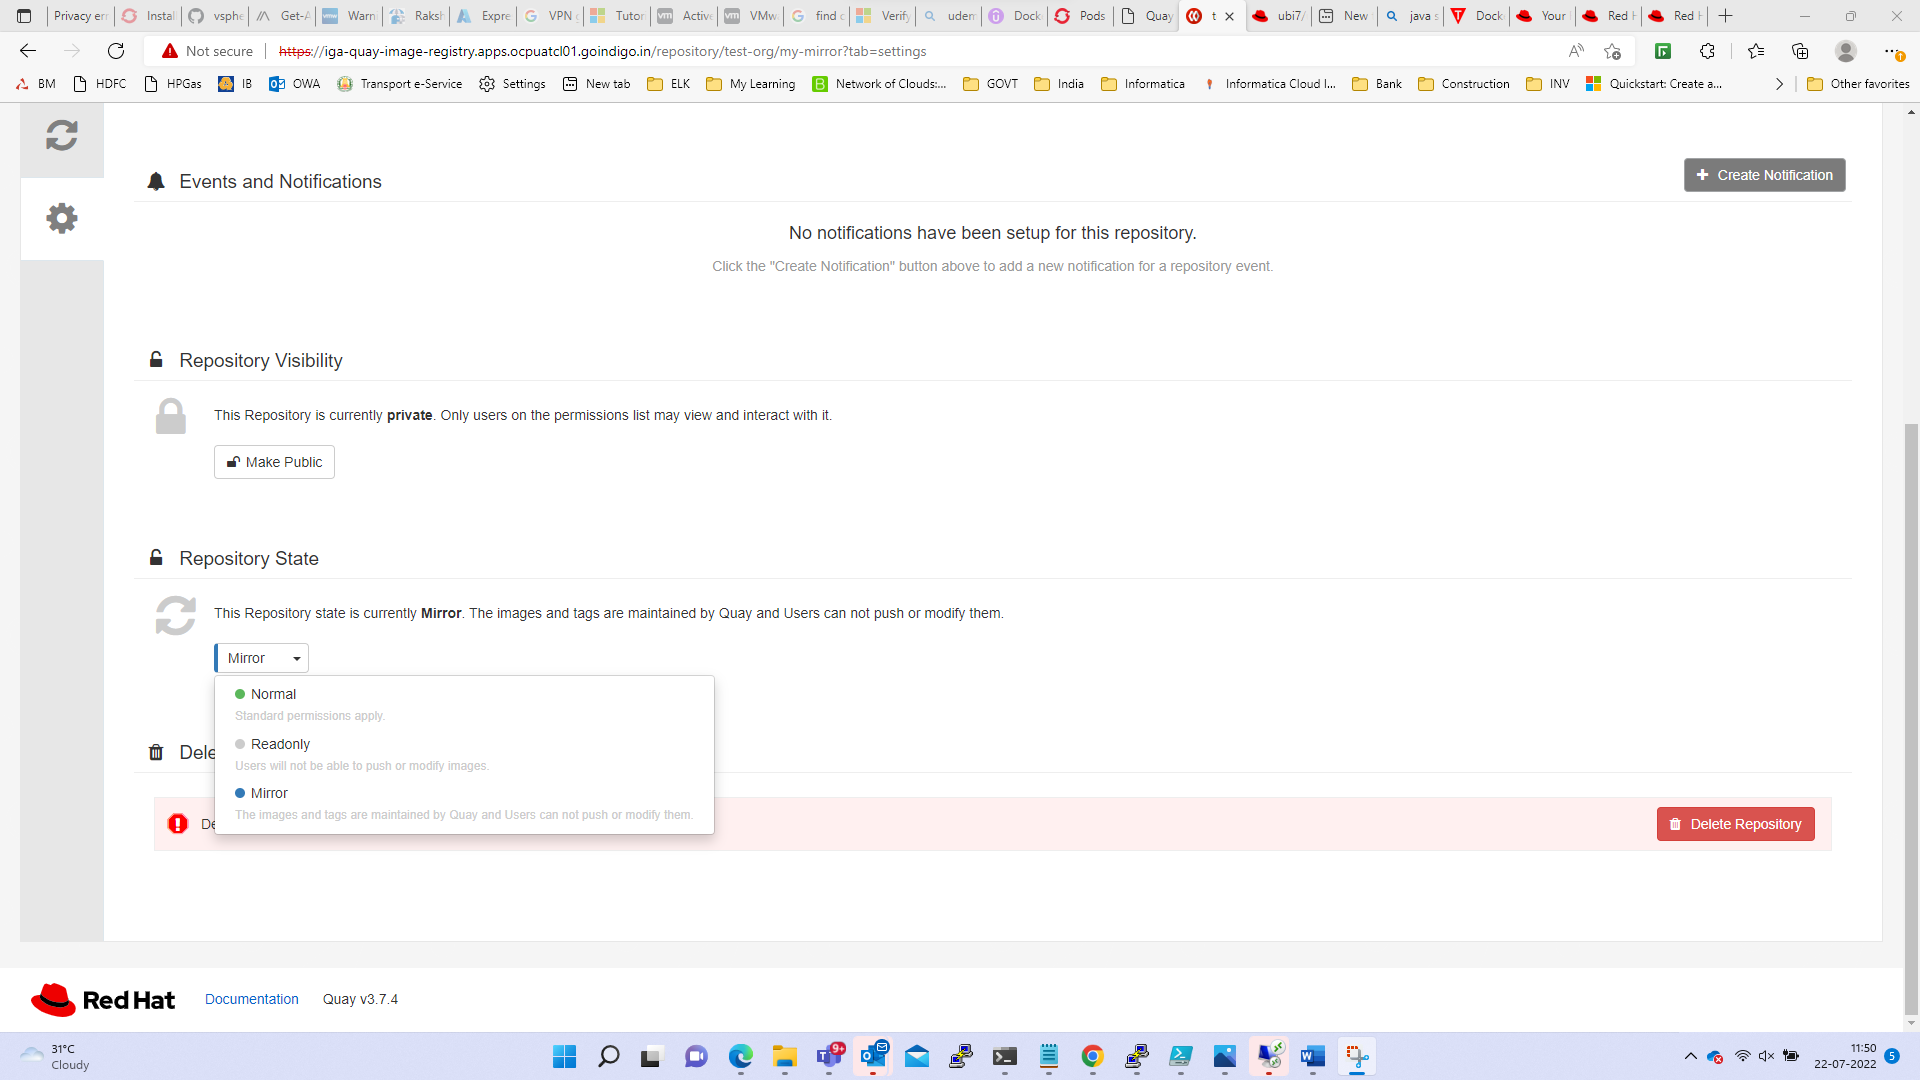 Privacy err
Instal
vsphe
Get-A
Warn
Raksh
Expre
VPN g
Tutor
Active
VMw
find c
Verify
udem
Dock
Pods
Quay
t
ubi7/
New
java s
Dock
Your
Red H
Red H
Not secure
https://iga-quay-image-registry.apps.ocpuatcl01.goindigo.in/repository/test-org/my-mirror?tab=settings
BM
HDFC
HPGas
IB
OWA
Transport e-Service
Settings
New tab
ELK
My Learning
Network of Clouds:...
GOVT
India
Informatica
Informatica Cloud I...
Bank
Construction
INV
Quickstart: Create a...
Other favorites
Events and Notifications
Create Notification
No notifications have been setup for this repository.
Click the "Create Notification" button above to add a new notification for a repository event.
Repository Visibility
This Repository is currently private. Only users on the permissions list may view and interact with it.
Make Public
Repository State
This Repository state is currently Mirror. The images and tags are maintained by Quay and Users can not push or modify them.
Mirror
Normal
Standard permissions apply.
Readonly
Users will not be able to push or modify images.
Mirror
The images and tags are maintained by Quay and Users can not push or modify them.
Dele
De
Delete Repository
Red Hat
Documentation
Quay v3.7.4
31°C
Cloudy
9+
11:50
22-07-2022
5